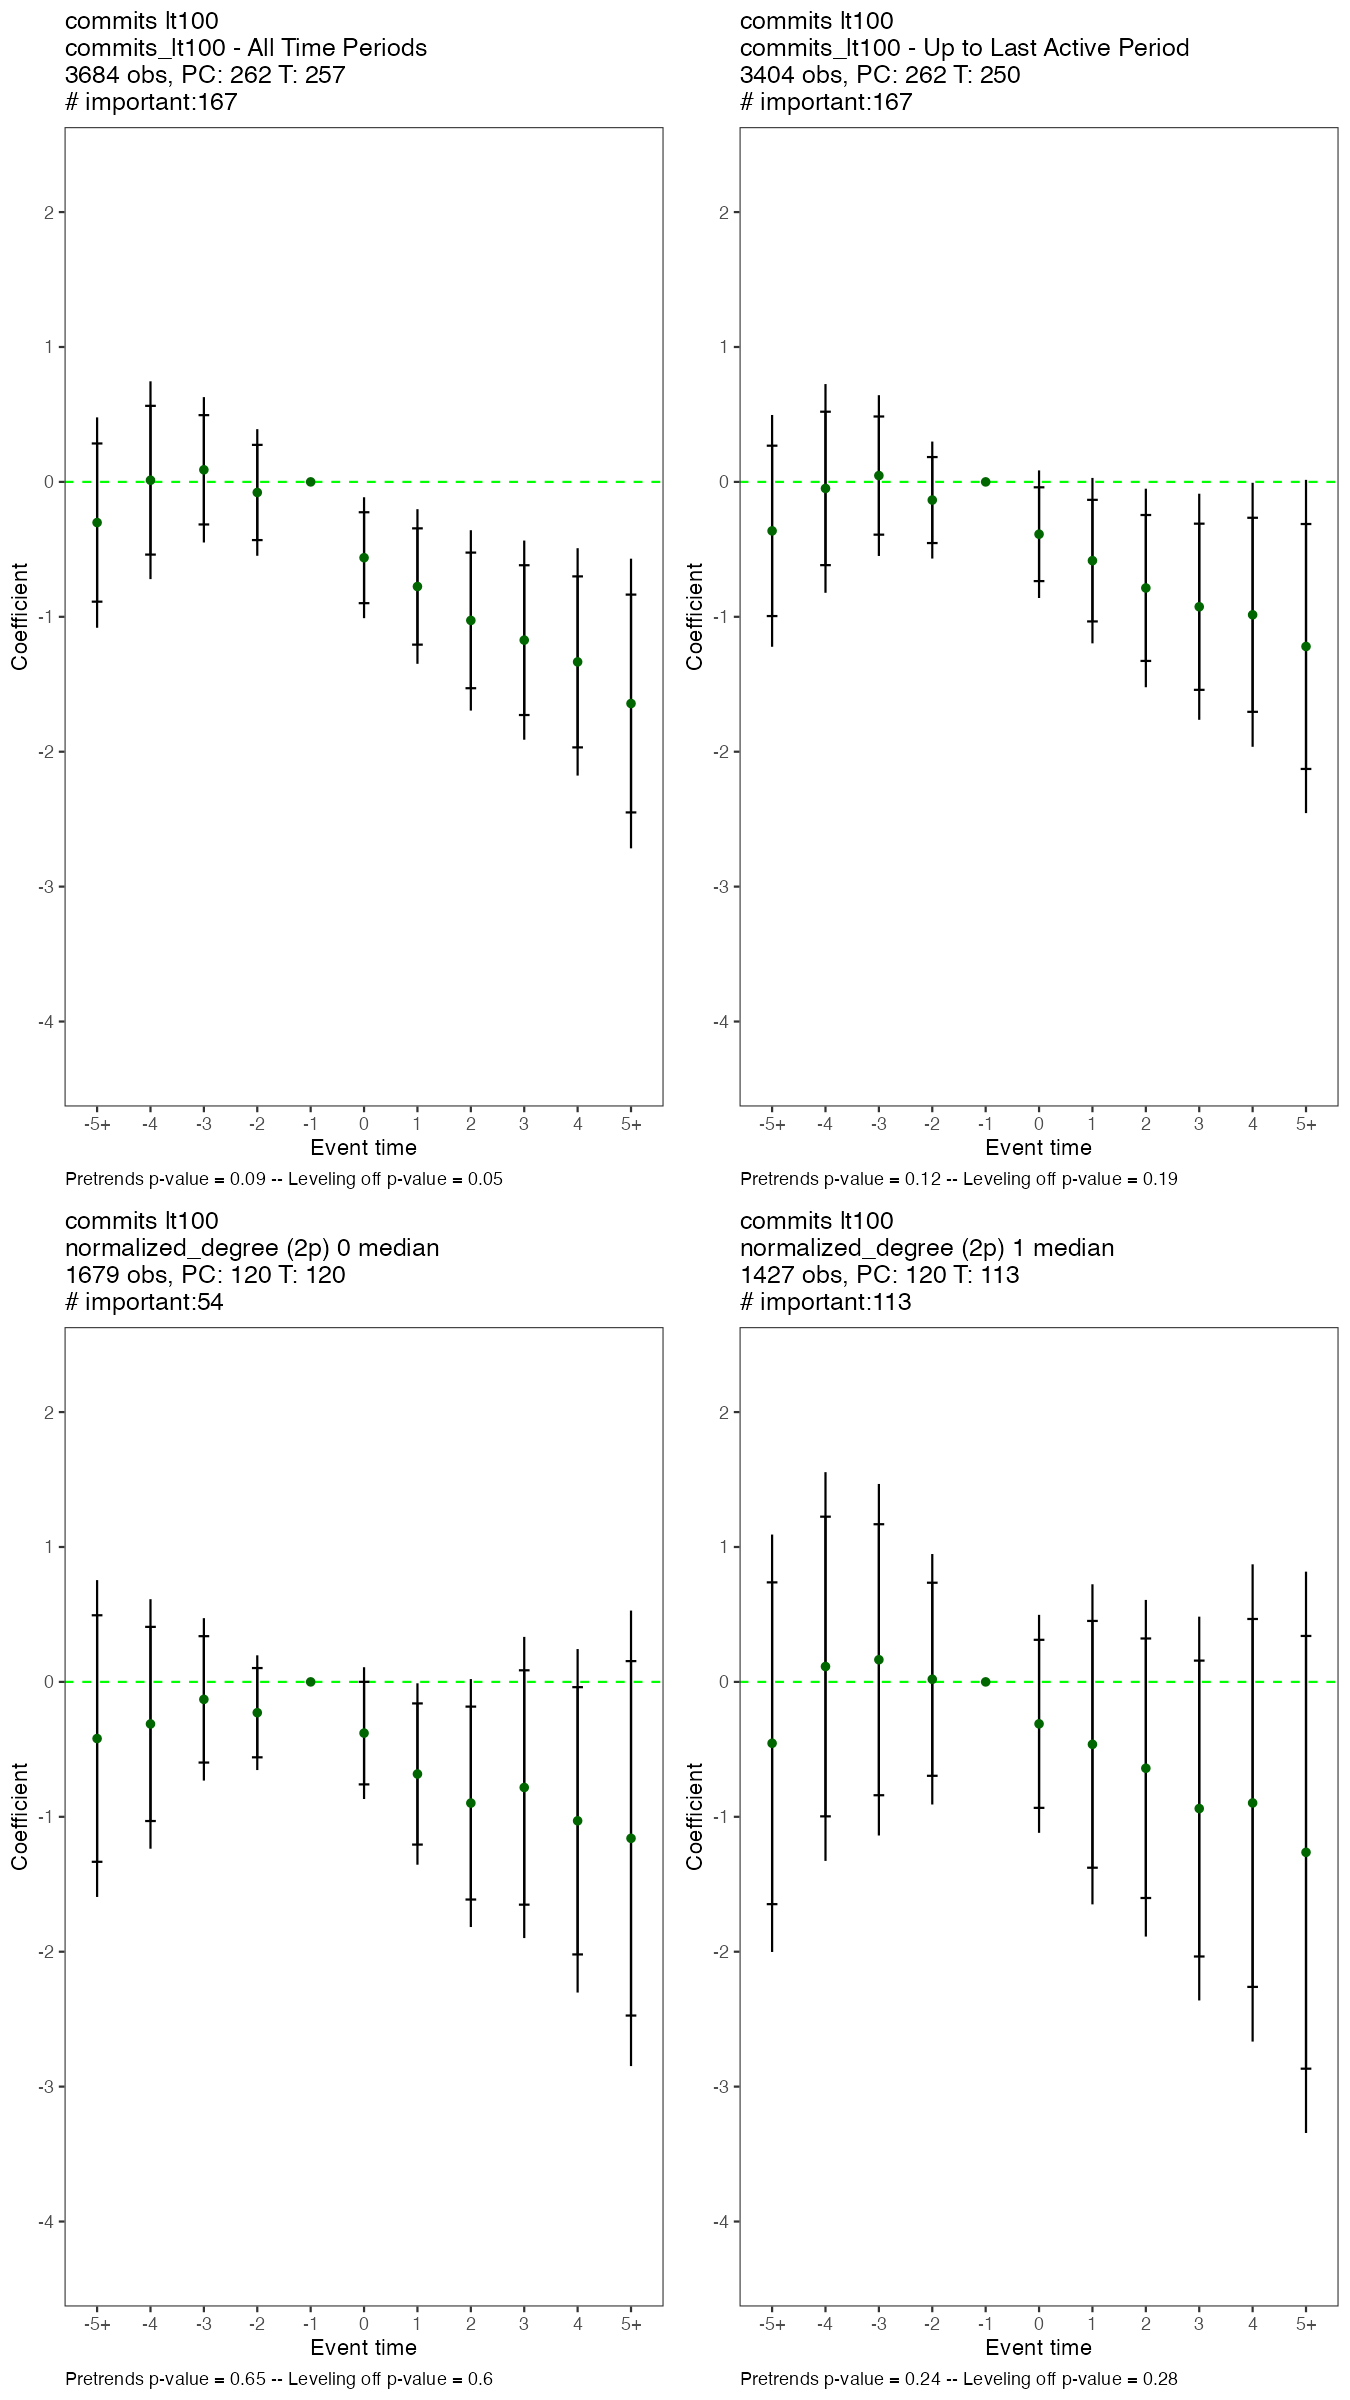 commits lt100
commits_lt100 - All Time Periods
3684 obs, PC: 262 T: 257
# important:167
2
1
0
-1
-2
-3
-4
Coefficient
-5+ -4 -3 -2 -1 0 1 2 3 4 5+
Event time
Pretrends p-value = 0.09 -- Leveling off p-value = 0.05
commits lt100
commits_lt100 - Up to Last Active Period
3404 obs, PC: 262 T: 250
# important:167
2
1
0
-1
-2
-3
-4
Coefficient
-5+ -4 -3 -2 -1 0 1 2 3 4 5+
Event time
Pretrends p-value = 0.12 -- Leveling off p-value = 0.19
commits lt100
normalized_degree (2p) 0 median
1679 obs, PC: 120 T: 120
# important:54
2
1
0
-1
-2
-3
-4
Coefficient
-5+ -4 -3 -2 -1 0 1 2 3 4 5+
Event time
Pretrends p-value = 0.65 -- Leveling off p-value = 0.6
commits lt100
normalized_degree (2p) 1 median
1427 obs, PC: 120 T: 113
# important:113
2
1
0
-1
-2
-3
-4
Coefficient
-5+ -4 -3 -2 -1 0 1 2 3 4 5+
Event time
Pretrends p-value = 0.24 -- Leveling off p-value = 0.28